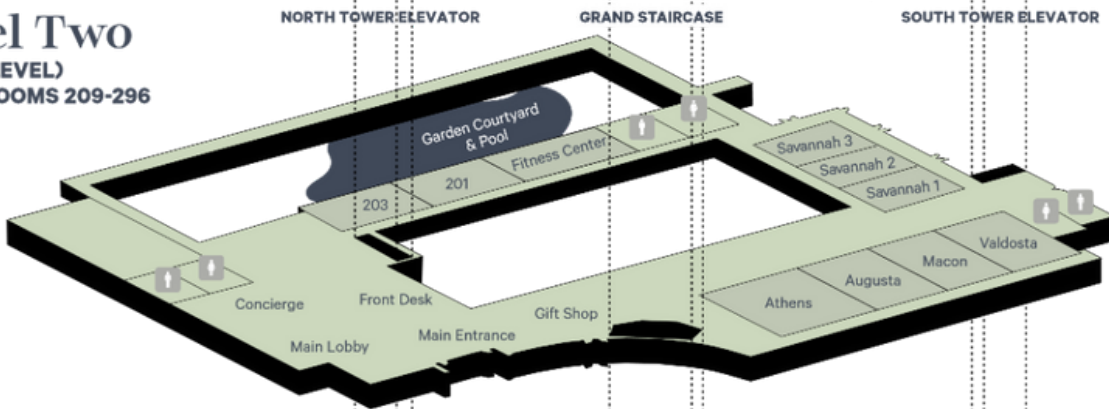 NORTH TOWER ELEVATOR
GRAND STAIRCASE
SOUTH TOWER ELEVATOR
el Two
EVEL)
OOMS 209-296
Garden Courtyard
& Pool
Fitness Center
201
203
Savannah 3
Savannah 2
Savannah 1
Valdosta
Macon
Augusta
Athens
Concierge
Front Desk
Gift Shop
Main Entrance
Main Lobby